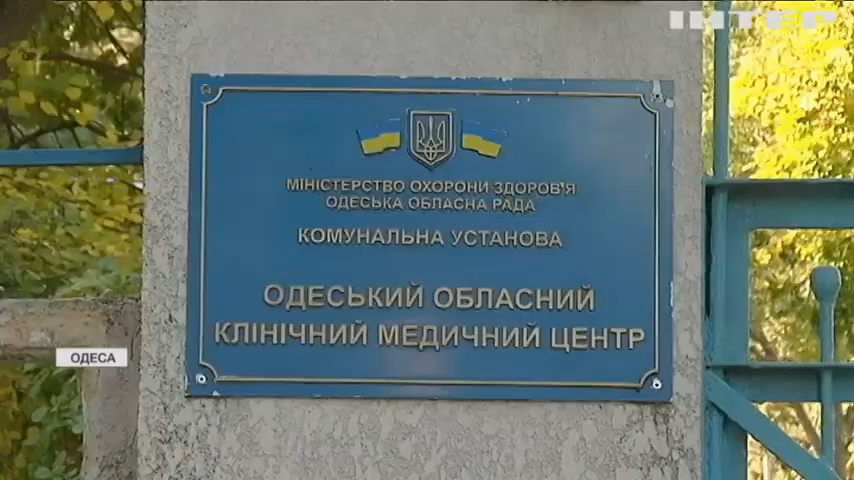 ІНТЕР
МІНІСТЕРСТВО ОХОРОНИ ЗДОРОВ'Я
ОДЕСЬКА ОБЛАСНА РАДА
КОМУНАЛЬНА УСТАНОВА
ОДЕСЬКИЙ ОБЛАСНИЙ
КЛІНІЧНИЙ МЕДИЧНИЙ ЦЕНТР
ОДЕСА